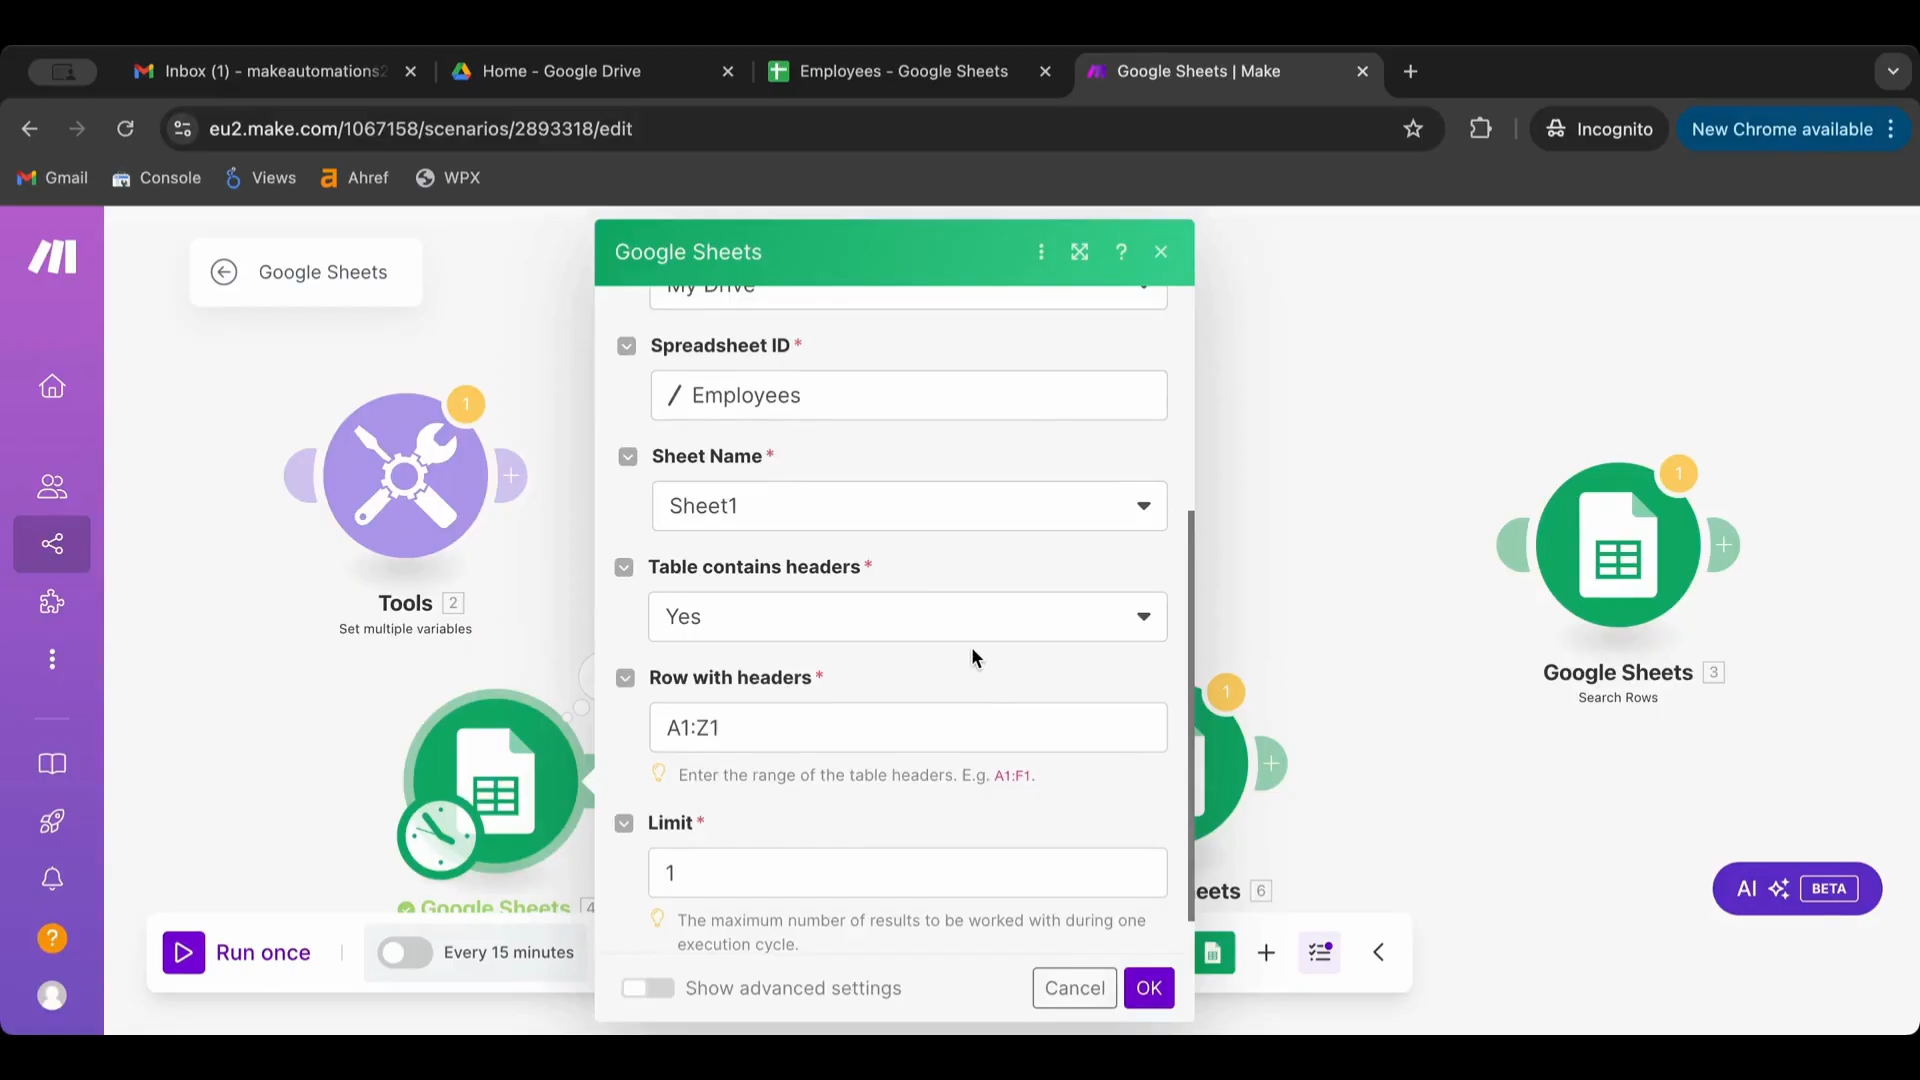 Inbox (1) - makeautomations2
Home - Google Drive
Employees - Google Sheets
Google Sheets | Make
eu2.make.com/1067158/scenarios/2893318/edit
Incognito
New Chrome available
Gmail
Console
Views
Ahref
WPX
Google Sheets
Google Sheets
My Drive
Spreadsheet ID *
/ Employees
Sheet Name *
Sheet1
Table contains headers *
Yes
Row with headers *
A1:Z1
Enter the range of the table headers. E.g. A1:F1.
Limit *
1
The maximum number of results to be worked with during one
execution cycle.
Show advanced settings
Cancel
OK
1
Tools 2
Set multiple variables
Google Sheets 4
1
eets 6
1
Google Sheets 3
Search Rows
AI BETA
Run once
Every 15 minutes